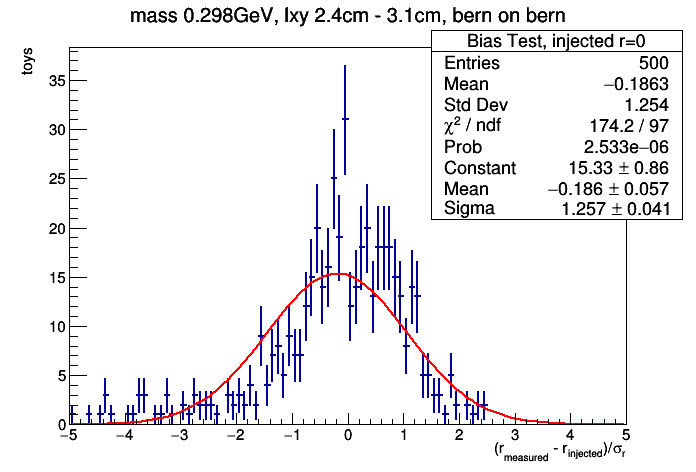 mass 0.298GeV, lxy 2.4cm - 3.1cm, bern on bern
toys
Bias Test, injected r=0
Entries 500
Mean −0.1863
Std Dev 1.254
χ² / ndf 174.2 / 97
Prob 2.533e−06
Constant 15.33 ± 0.86
Mean −0.186 ± 0.057
Sigma 1.257 ± 0.041
35
30
25
20
15
10
5
0
−5 −4 −3 −2 −1 0 1 2 3 4 5
(r_measured - r_injected)/σ_r